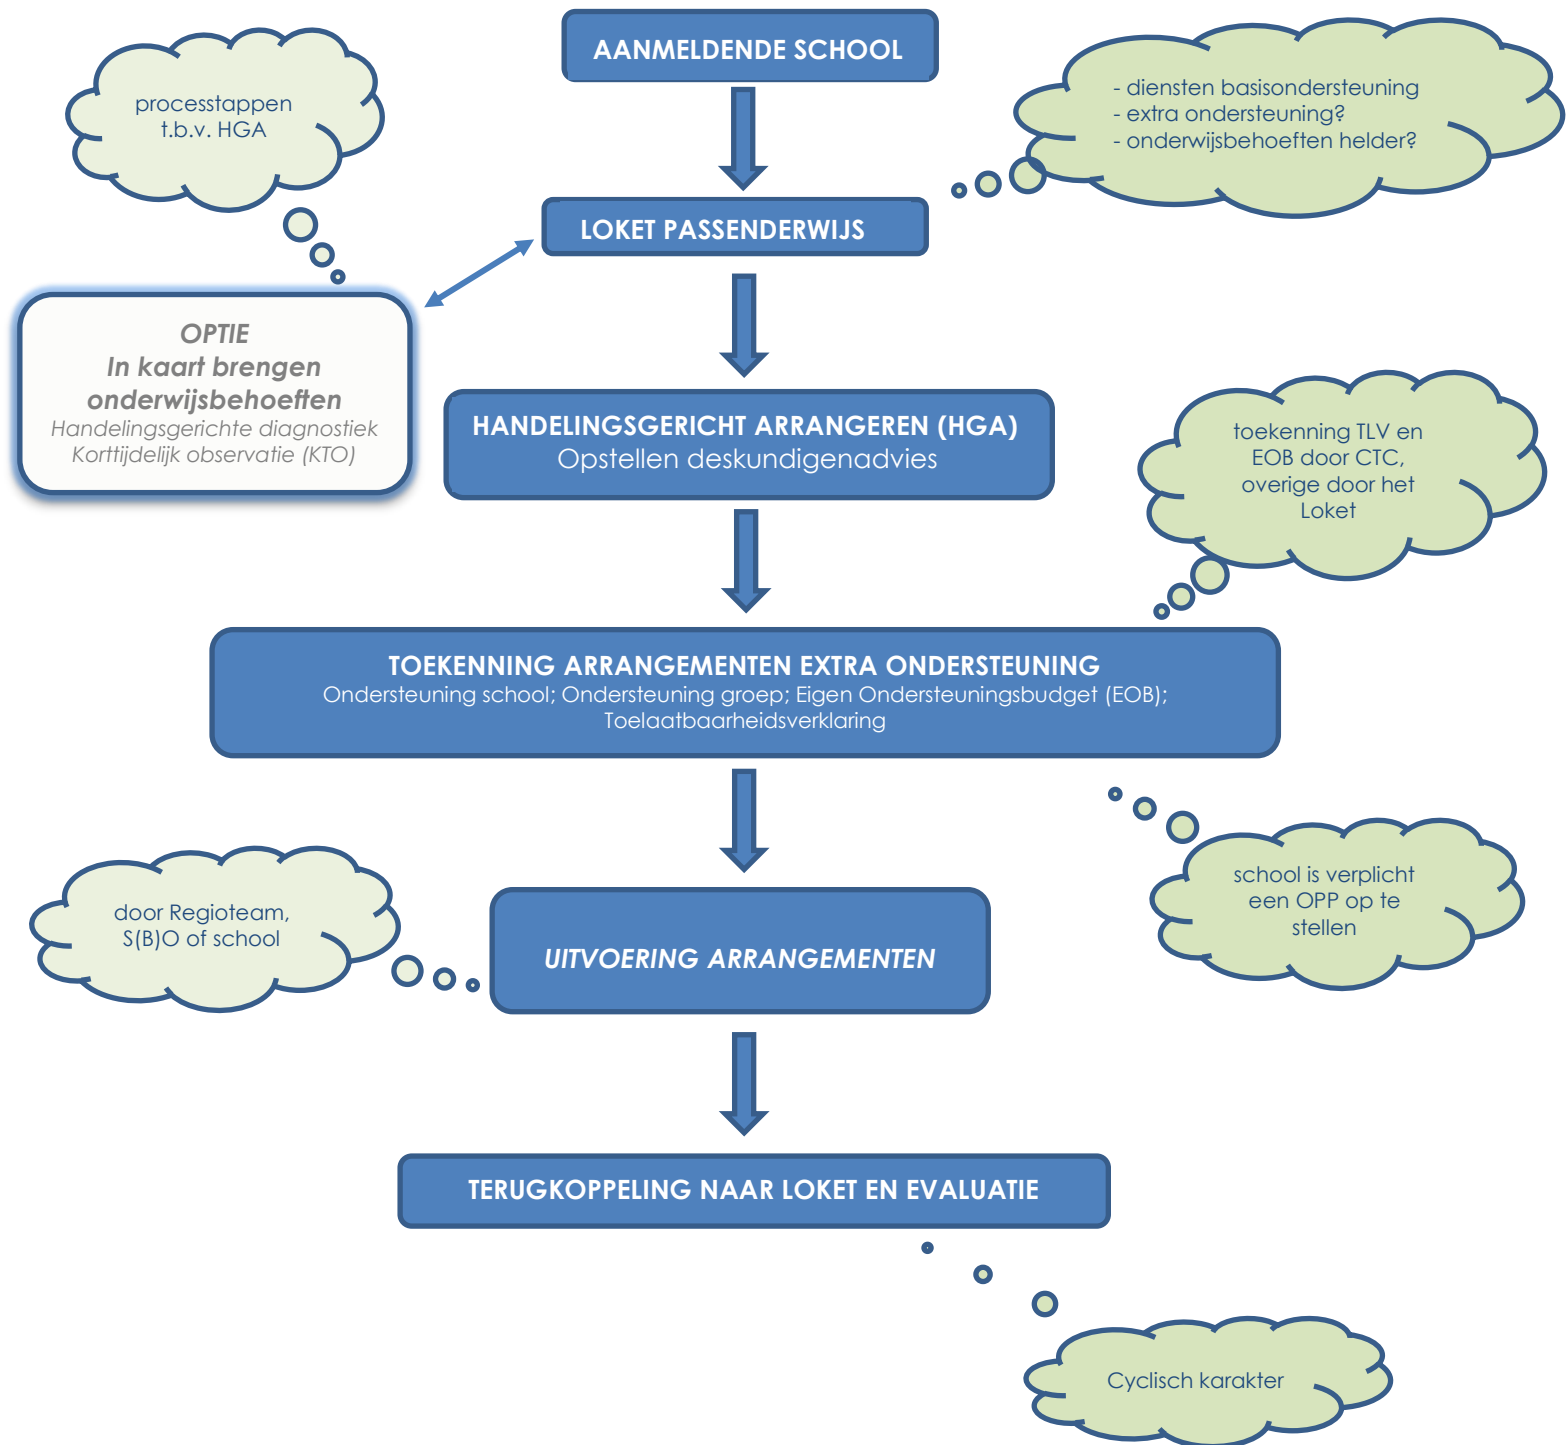 AANMELDENDE SCHOOL
processtappen
t.b.v. HGA
- diensten basisondersteuning
- extra ondersteuning?
- onderwijsbehoeften helder?
LOKET PASSENDERWIJS
OPTIE
In kaart brengen
onderwijsbehoeften
Handelingsgerichte diagnostiek
Korttijdelijk observatie (KTO)
HANDELINGSGERICHT ARRANGEREN (HGA)
Opstellen deskundigenadvies
toekenning TLV en
EOB door CTC,
overige door het
Loket
TOEKENNING ARRANGEMENTEN EXTRA ONDERSTEUNING
Ondersteuning school; Ondersteuning groep; Eigen Ondersteuningsbudget (EOB);
Toelaatbaarheidsverklaring
school is verplicht
een OPP op te
stellen
door Regioteam,
S(B)O of school
UITVOERING ARRANGEMENTEN
TERUGKOPPELING NAAR LOKET EN EVALUATIE
Cyclisch karakter